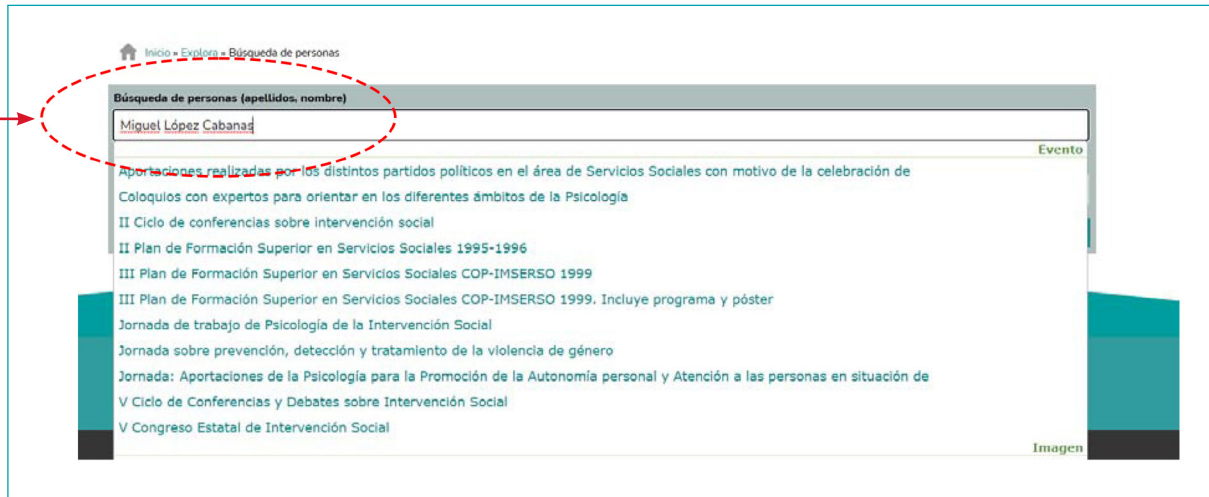 Inicio » Explora » Búsqueda de personas
Búsqueda de personas (apellidos, nombre)
Miguel López Cabanas
Evento
Aportaciones realizadas por los distintos partidos políticos en el área de Servicios Sociales con motivo de la celebración de
Coloquios con expertos para orientar en los diferentes ámbitos de la Psicología
II Ciclo de conferencias sobre intervención social
II Plan de Formación Superior en Servicios Sociales 1995-1996
III Plan de Formación Superior en Servicios Sociales COP-IMSERSO 1999
III Plan de Formación Superior en Servicios Sociales COP-IMSERSO 1999. Incluye programa y póster
Jornada de trabajo de Psicología de la Intervención Social
Jornada sobre prevención, detección y tratamiento de la violencia de género
Jornada: Aportaciones de la Psicología para la Promoción de la Autonomía personal y Atención a las personas en situación de
V Ciclo de Conferencias y Debates sobre Intervención Social
V Congreso Estatal de Intervención Social
Imagen